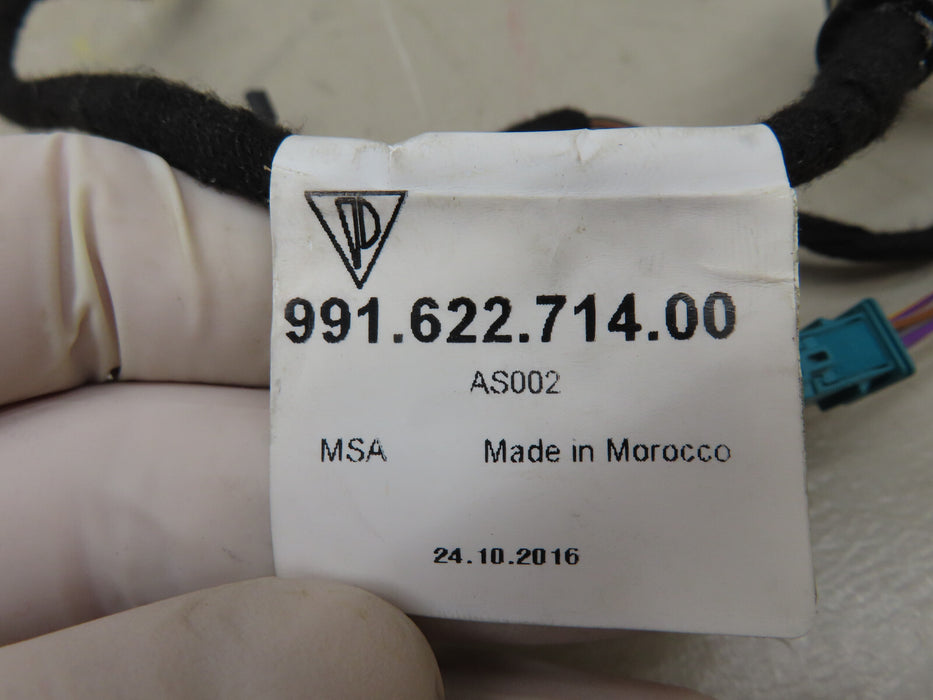 991.622.714.00
AS002
MSA Made in Morocco
24.10.2016